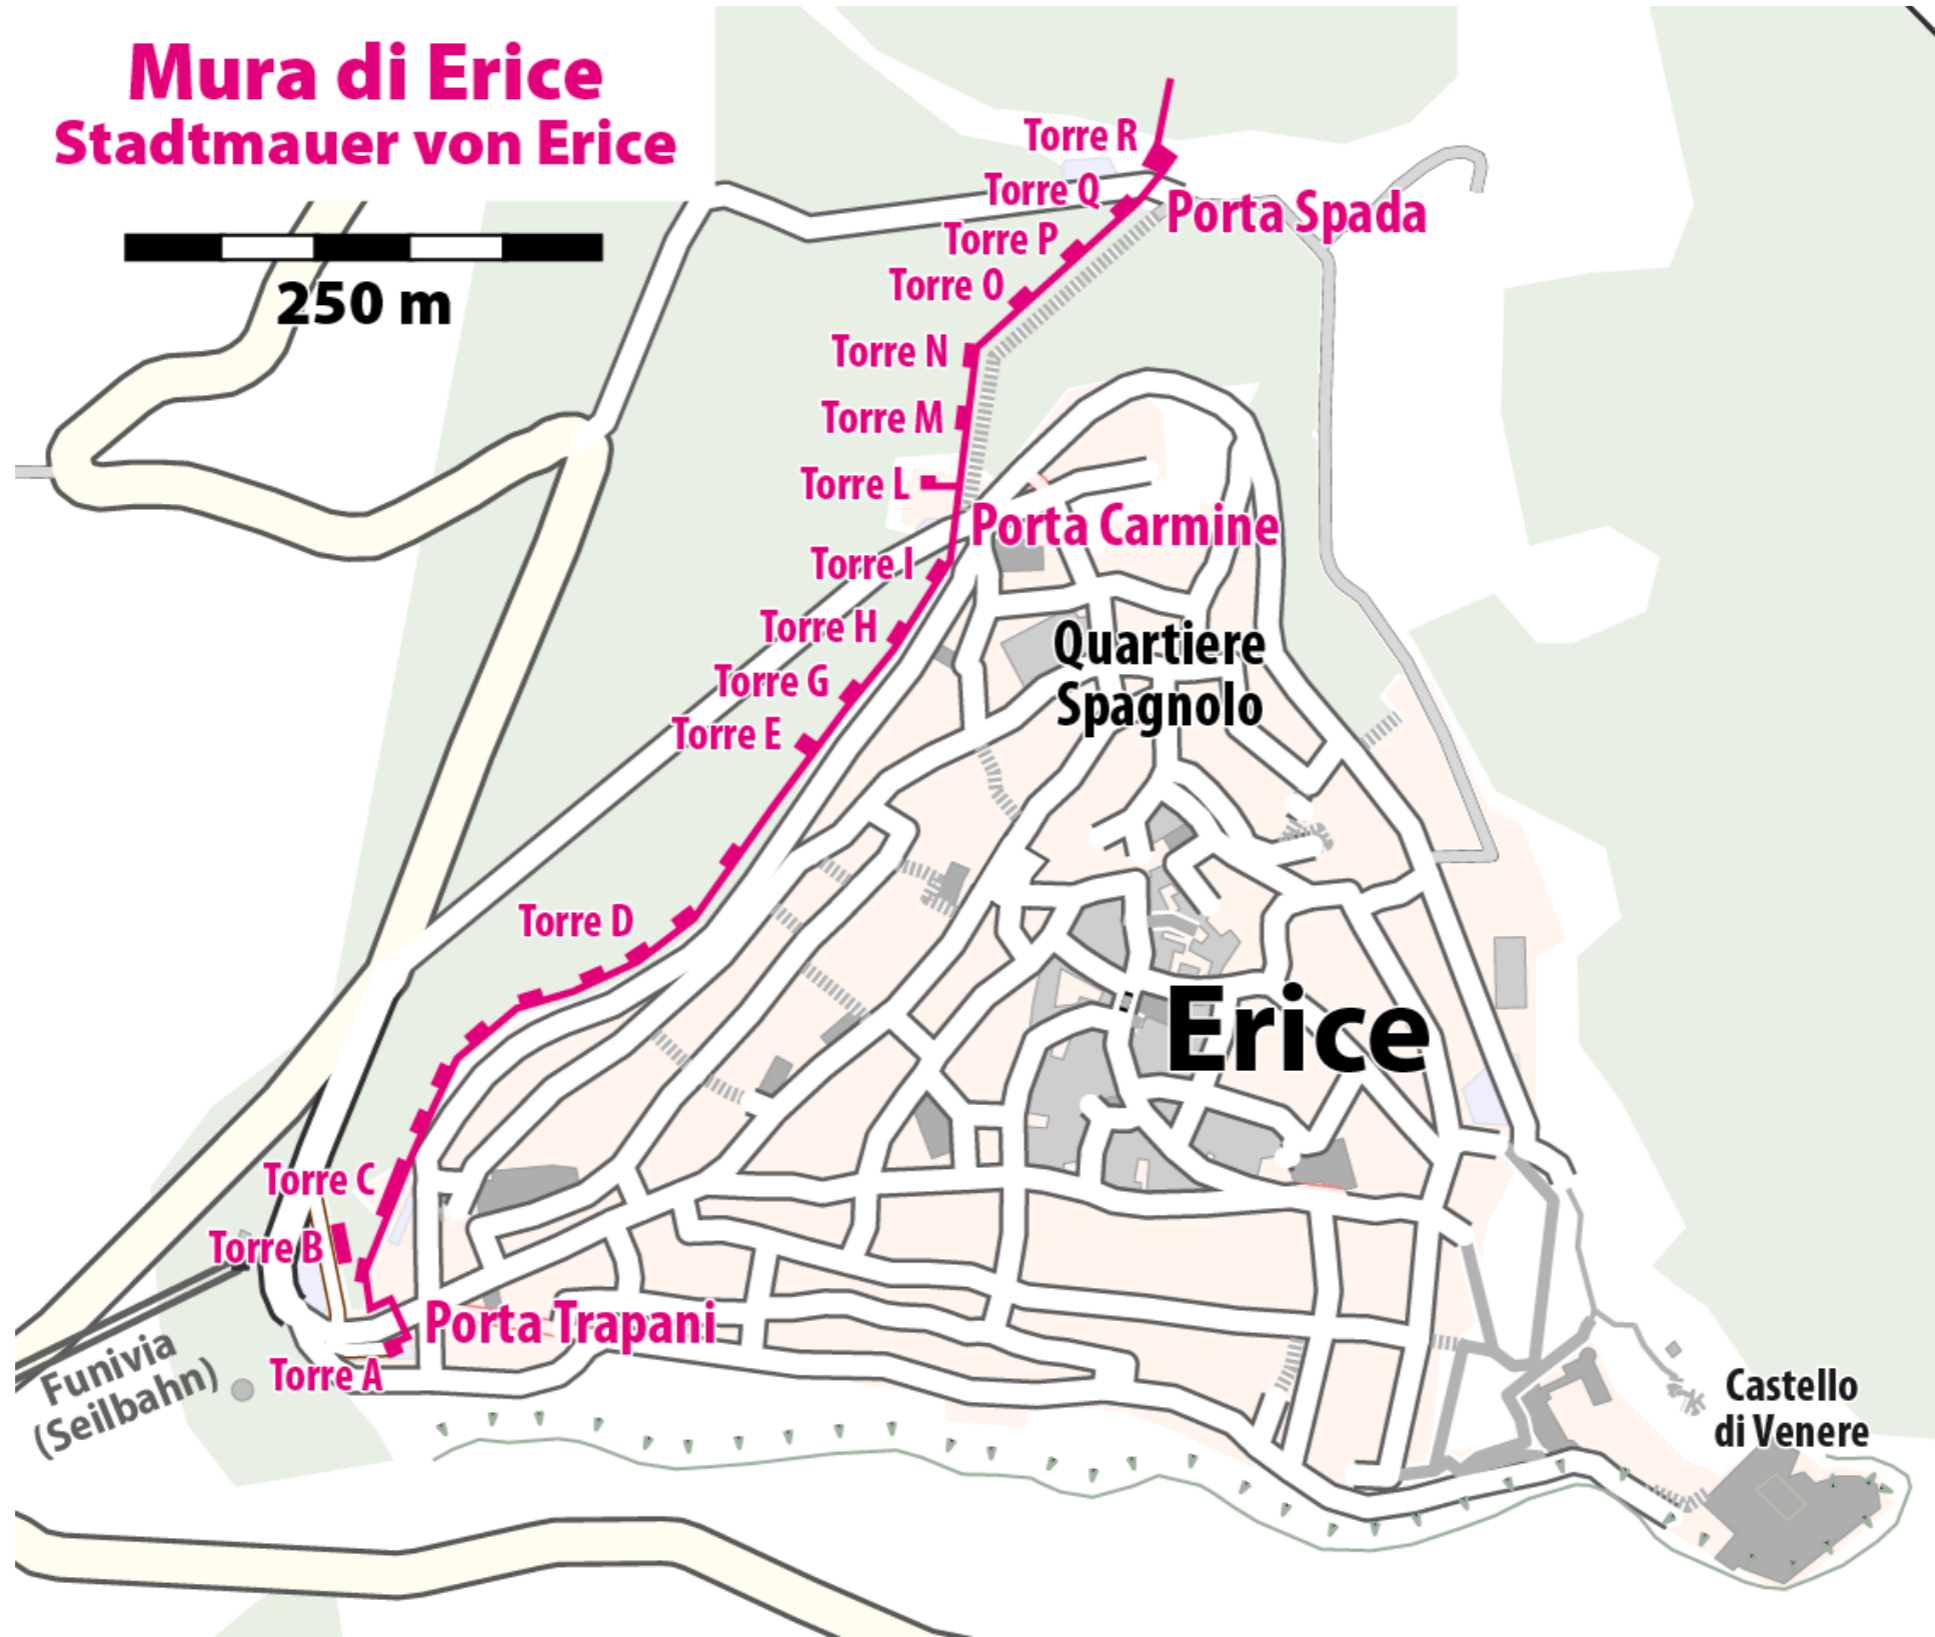 Mura di Erice
Stadtmauer von Erice
250 m
Torre R
Torre Q
Porta Spada
Torre P
Torre O
Torre N
Torre M
Torre L
Porta Carmine
Torre I
Torre H
Quartiere
Spagnolo
Torre G
Torre E
Torre D
Erice
Torre C
Torre B
Porta Trapani
Torre A
Funivia
(Seilbahn)
Castello
di Venere